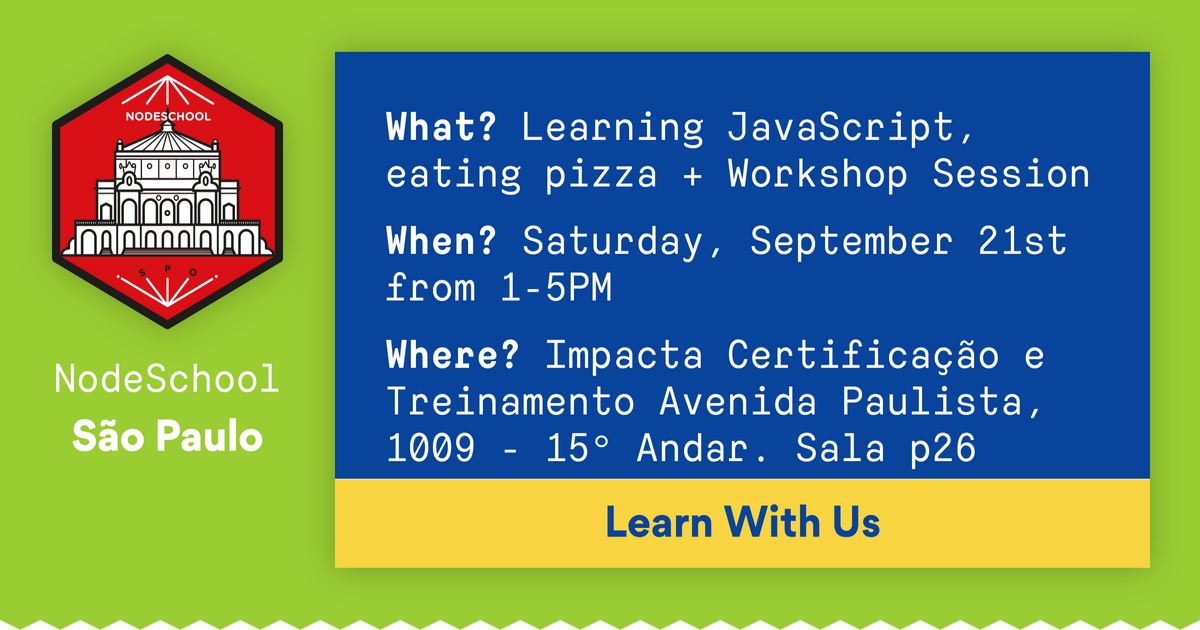 NODESCHOOL
S P O
NodeSchool
São Paulo
What? Learning JavaScript,
eating pizza + Workshop Session
When? Saturday, September 21st
from 1-5PM
Where? Impacta Certificação e
Treinamento Avenida Paulista,
1009 - 15° Andar. Sala p26
Learn With Us